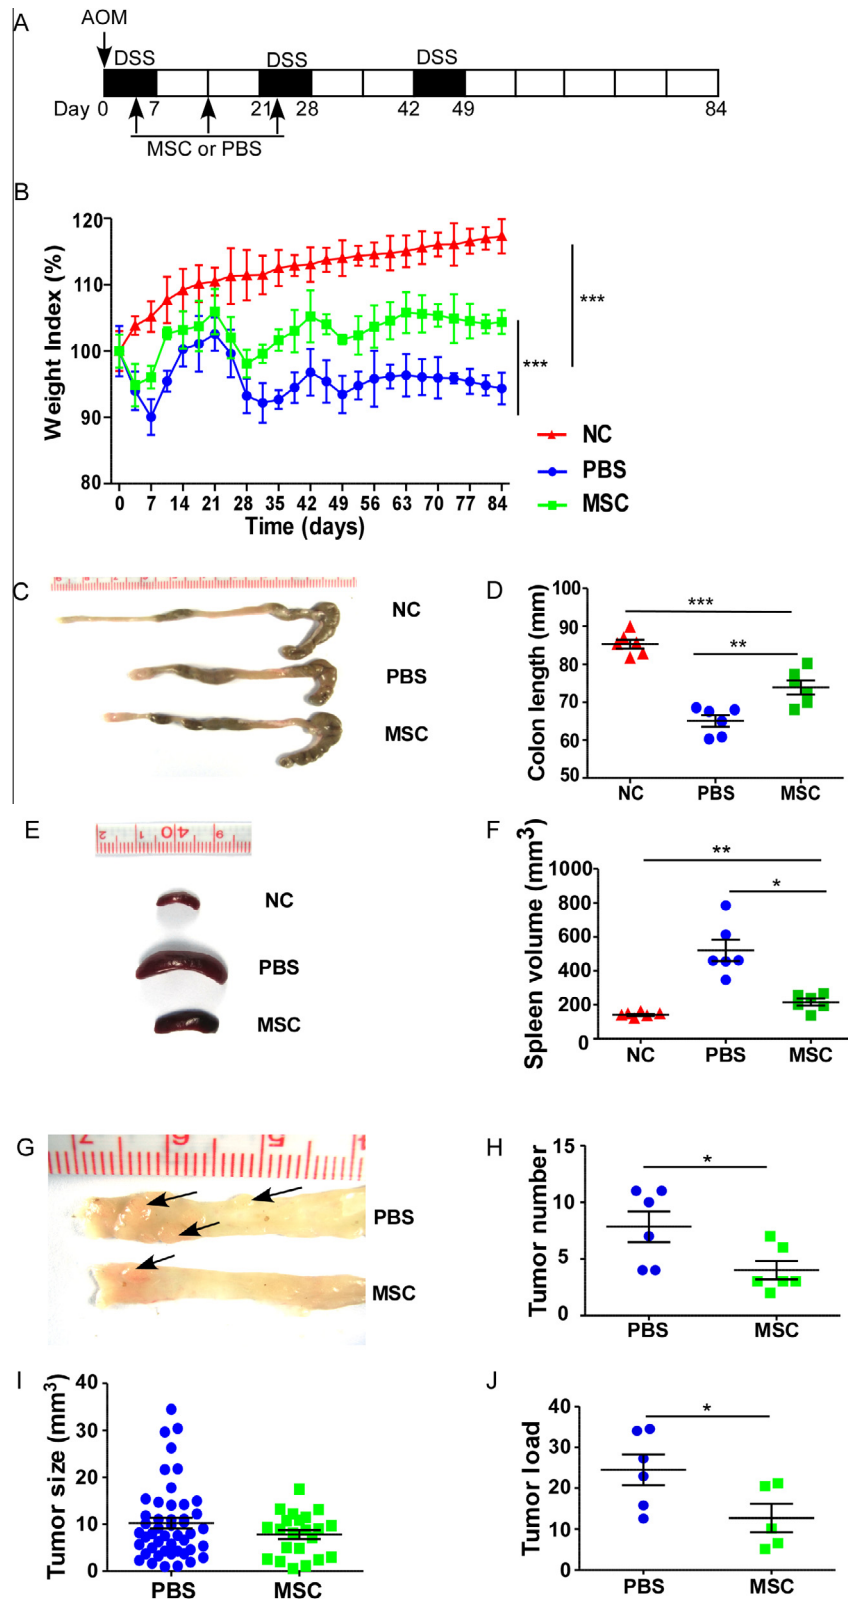 A
AOM
DSS
DSS
DSS
Day 0 7 21 28 42 49 84
MSC or PBS
B
Weight Index (%)
120
110
100
90
80
0 7 14 21 28 35 42 49 56 63 70 77 84
Time (days)
***
***
NC
PBS
MSC
C
NC
PBS
MSC
D
Colon length (mm)
100
90
80
70
60
50
***
**
NC PBS MSC
E
NC
PBS
MSC
F
Spleen volume (mm³)
1000
800
600
400
200
0
**
*
NC PBS MSC
G
7 6 5
PBS
MSC
H
Tumor number
15
10
5
0
*
PBS MSC
I
Tumor size (mm³)
40
30
20
10
0
PBS MSC
J
Tumor load
40
30
20
10
0
*
PBS MSC